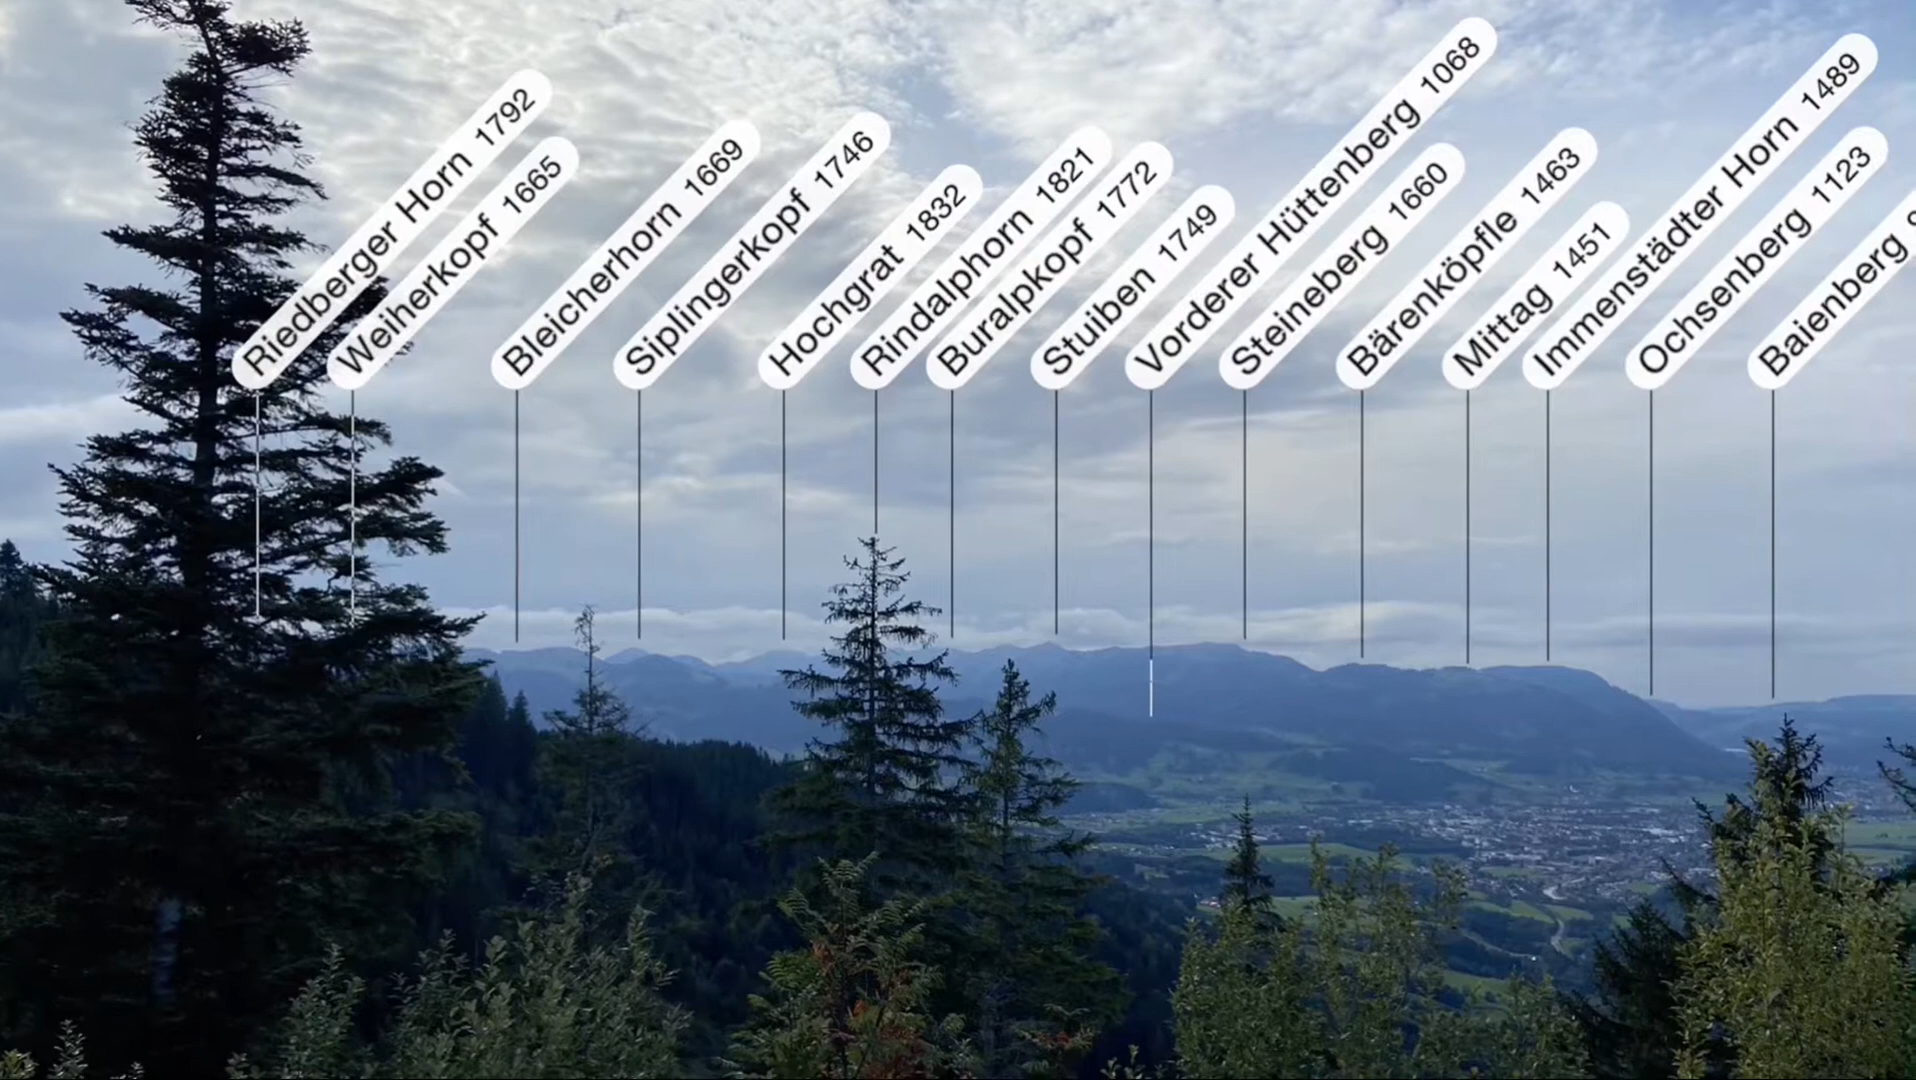 Riedberger Horn 1792
Weiherkopf 1665
Bleicherhorn 1669
Siplingerkopf 1746
Hochgrat 1832
Rindalphorn 1821
Buralpkopf 1772
Stuiben 1749
Vorderer Hüttenberg 1068
Steineberg 1660
Bärenköpfle 1463
Mittag 1451
Immenstädter Horn 1489
Ochsenberg 1123
Baienberg